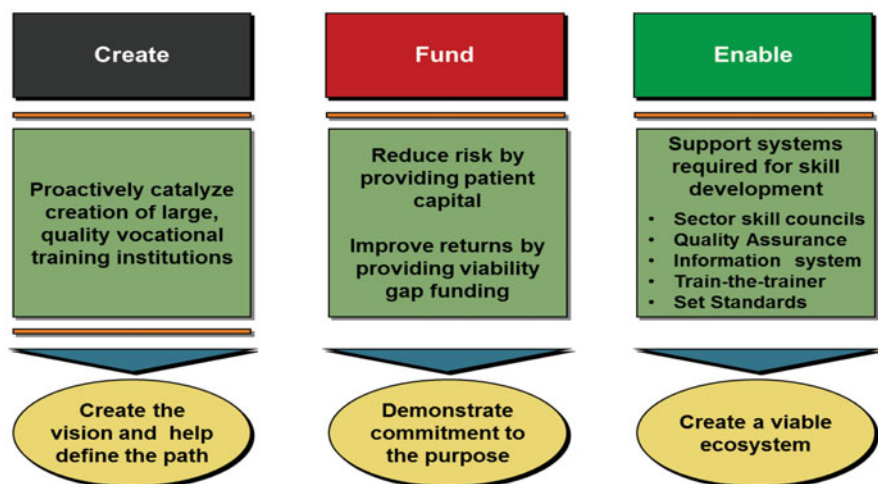 Create
Proactively catalyze
creation of large,
quality vocational
training institutions
Create the
vision and help
define the path
Fund
Reduce risk by
providing patient
capital
Improve returns by
providing viability
gap funding
Demonstrate
commitment to
the purpose
Enable
Support systems
required for skill
development
• Sector skill councils
• Quality Assurance
• Information system
• Train-the-trainer
• Set Standards
Create a viable
ecosystem